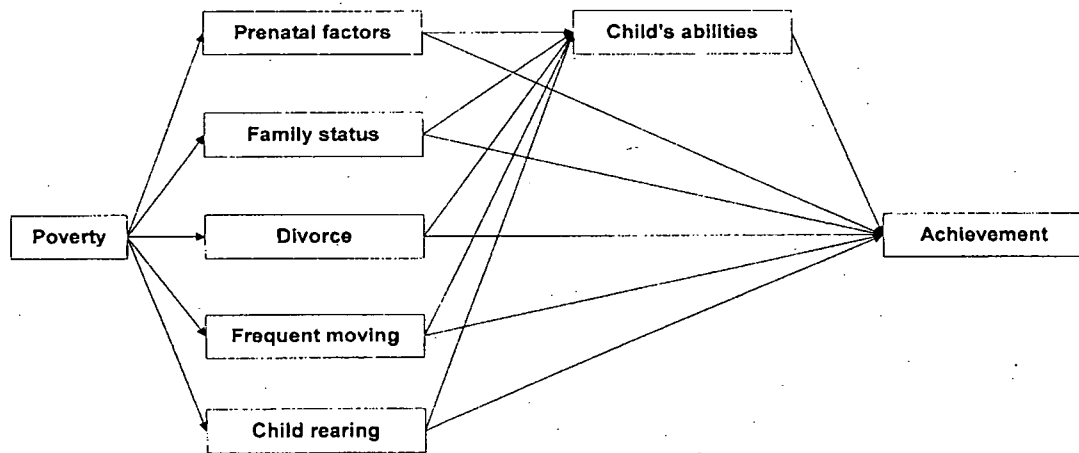 Prenatal factors
Child's abilities
Family status
Poverty
Divorce
Achievement
Frequent moving
Child rearing